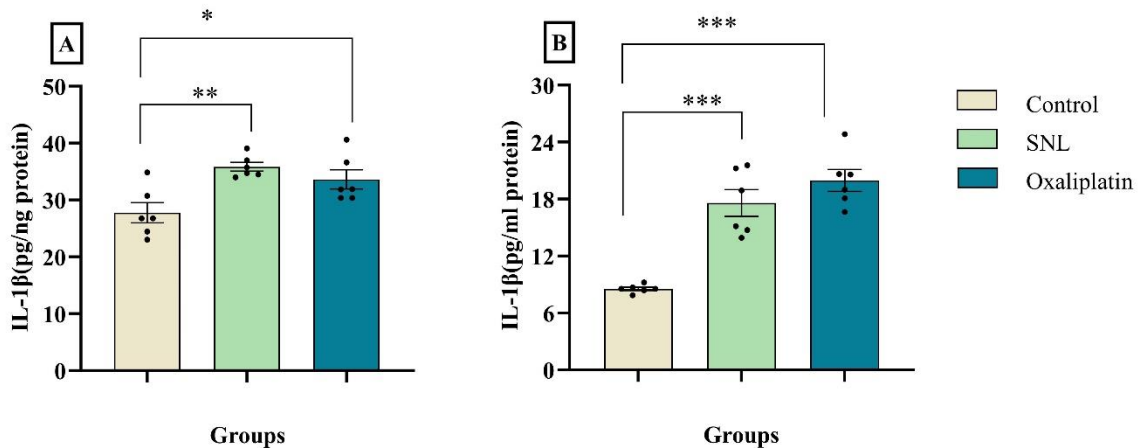 A
*
**
50
40
30
20
10
0
IL-1β(pg/ng protein)
Groups
B
***
***
30
24
18
12
6
0
IL-1β(pg/ml protein)
Groups
Control
SNL
Oxaliplatin